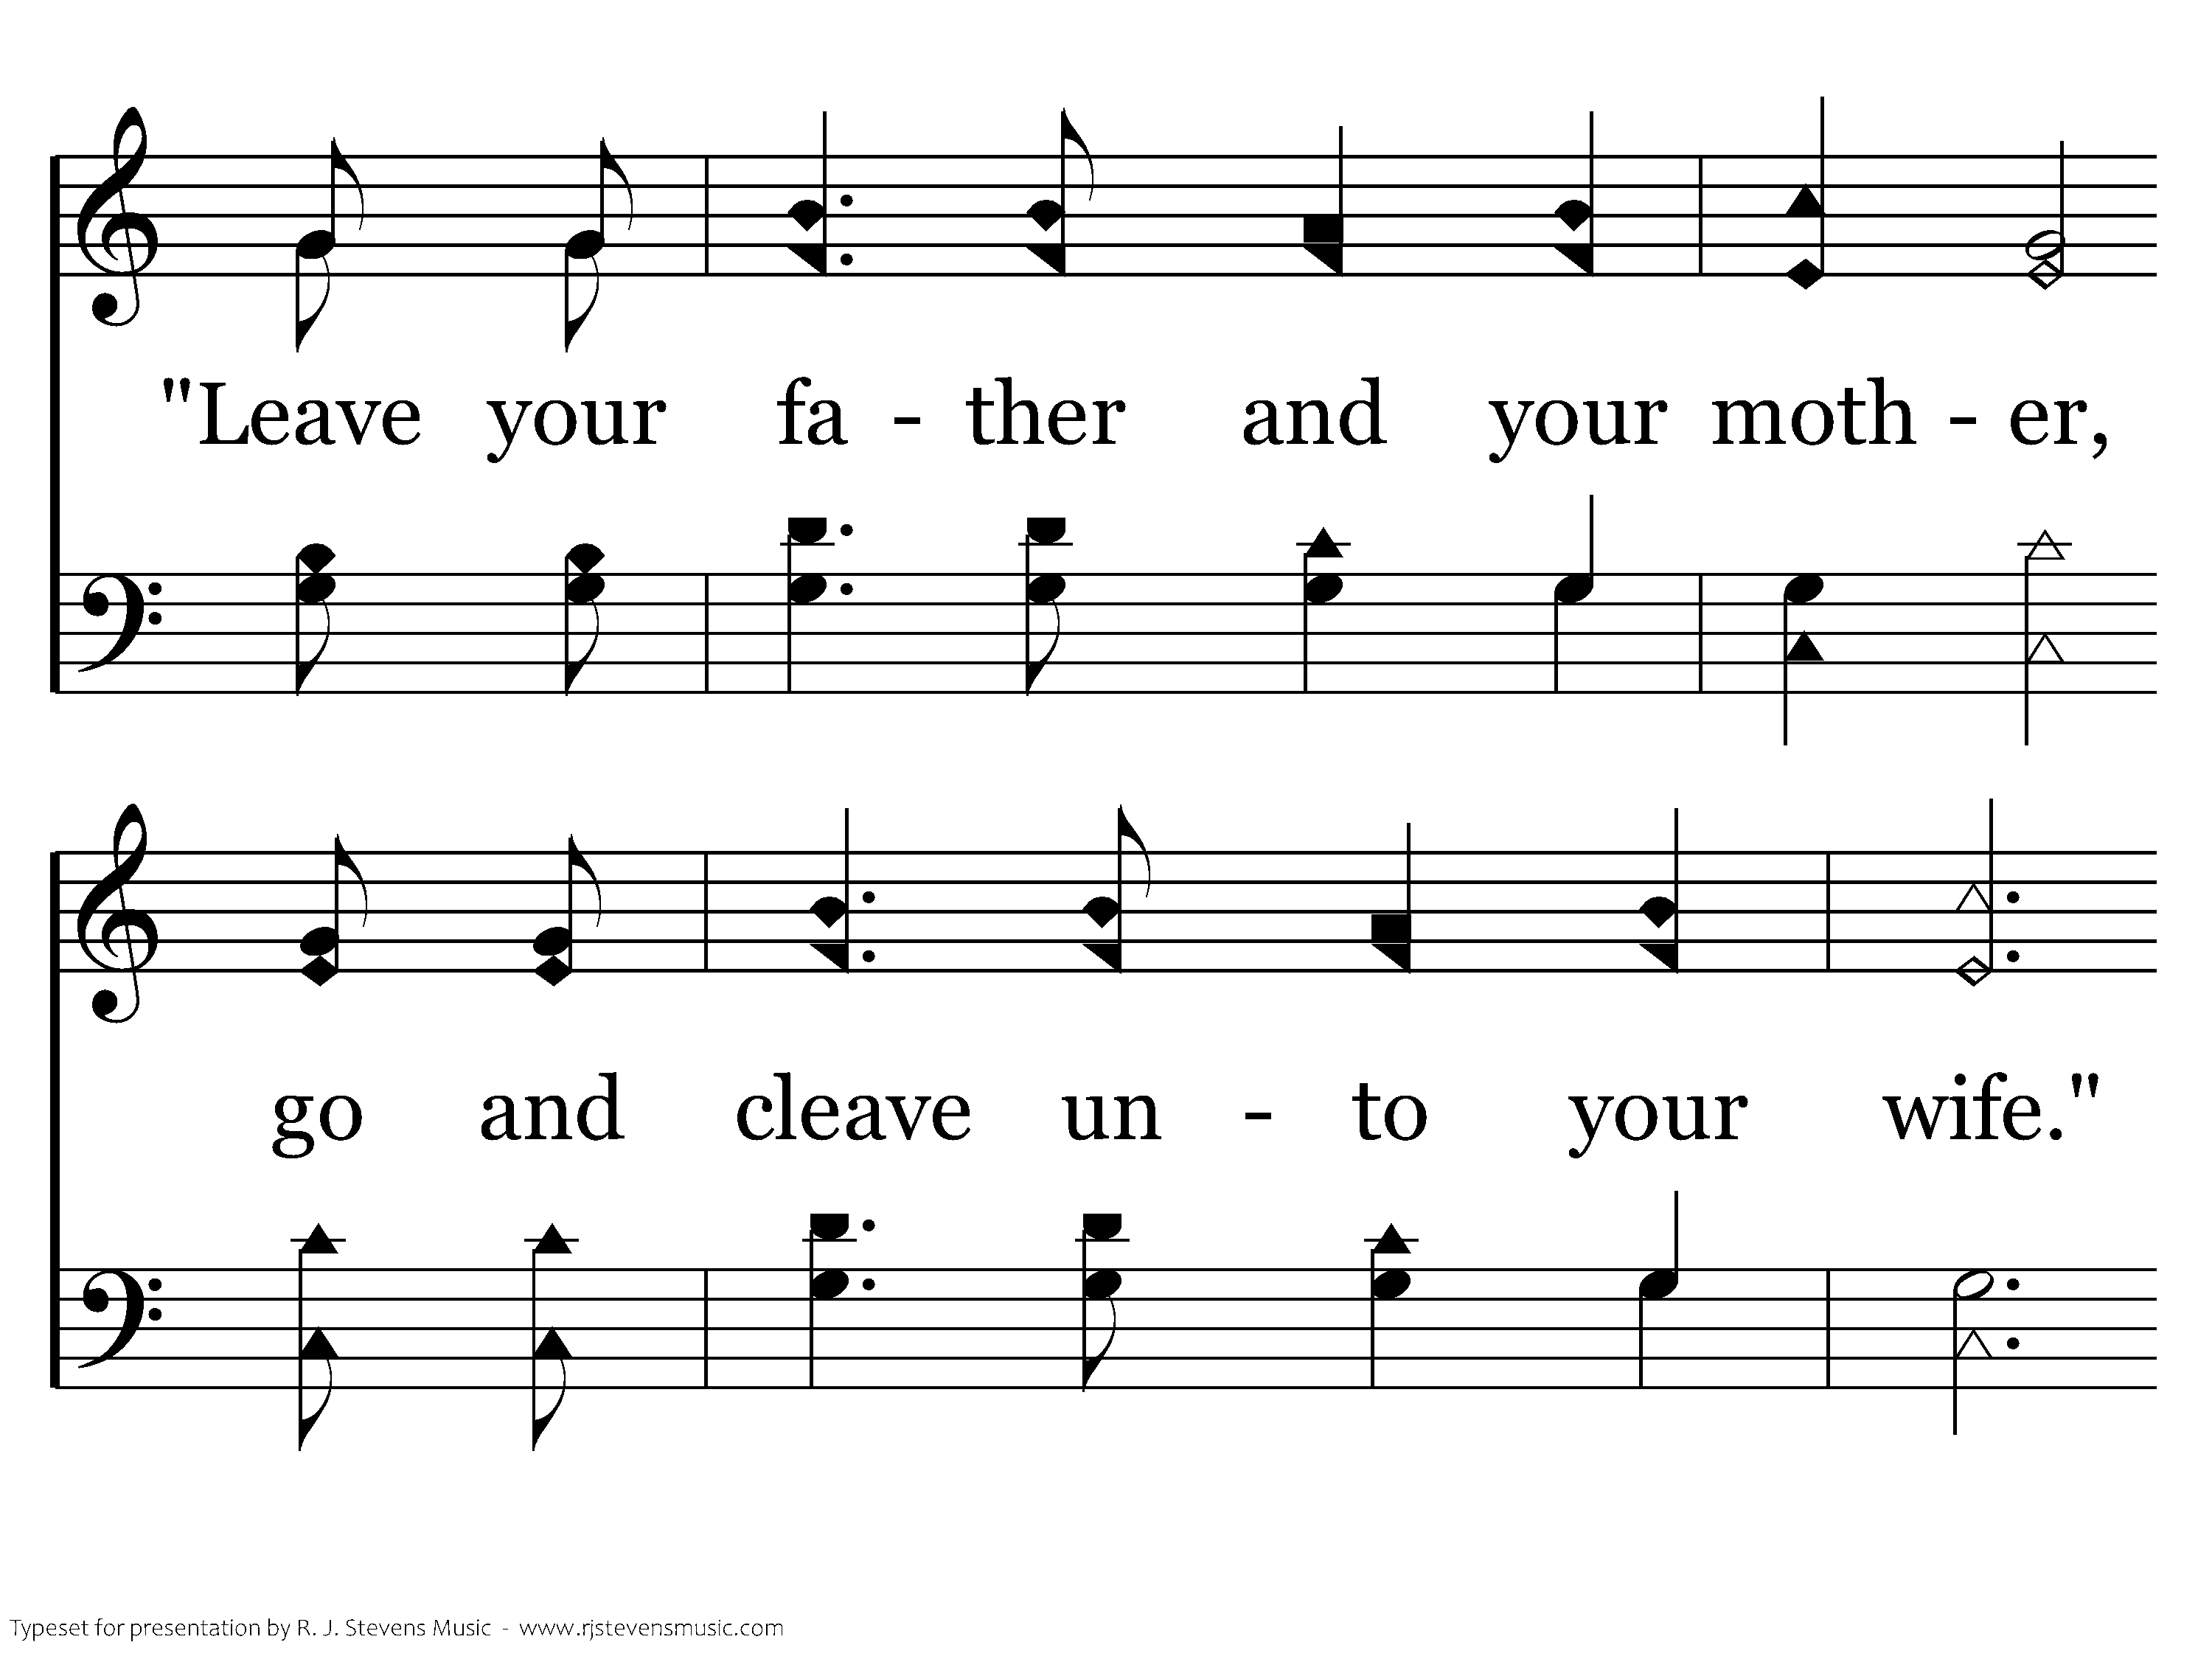 "Leave your fa - ther and your moth - er,
go and cleave un - to your wife."
Typeset for presentation by R. J. Stevens Music - www.rjstevensmusic.com